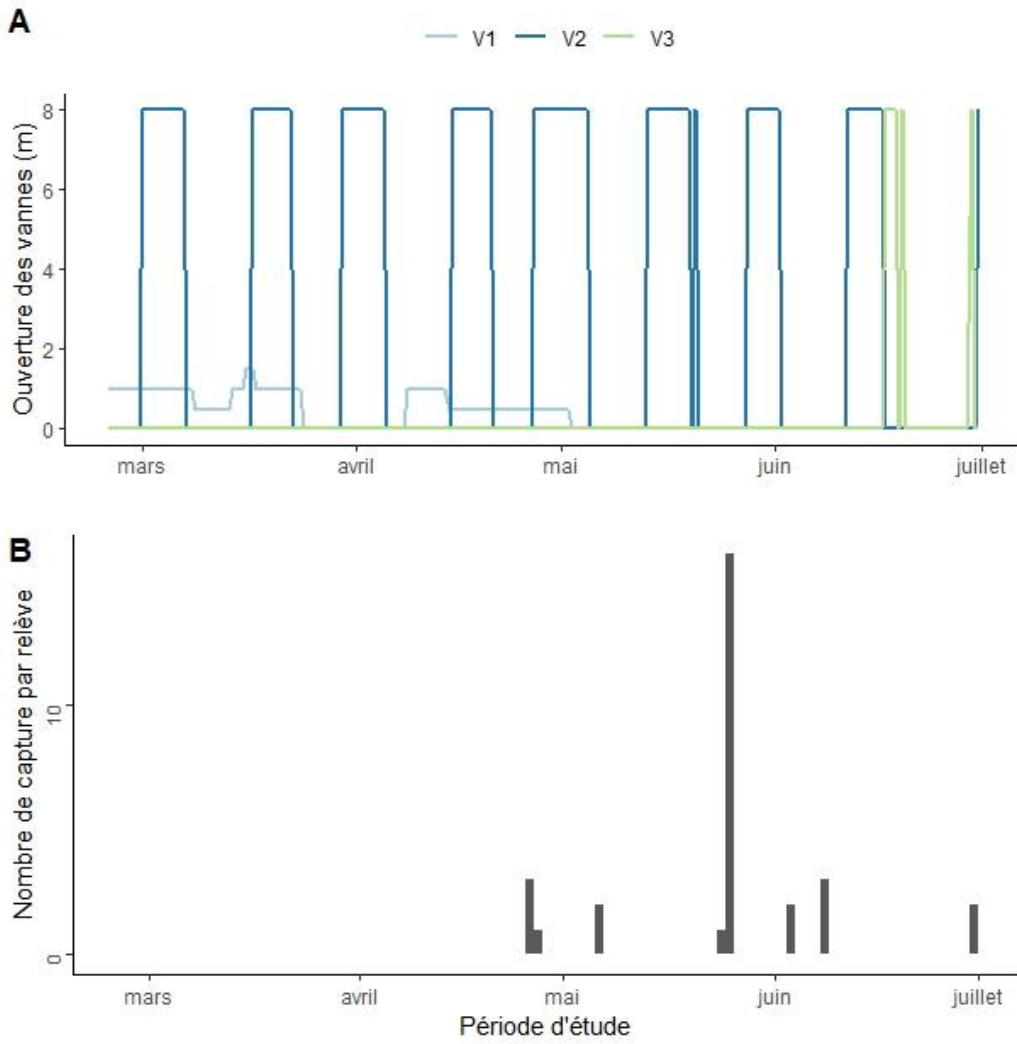 A
V1 V2 V3
Ouverture des vannes (m)
8
6
4
2
0
mars avril mai juin juillet
B
Nombre de capture par relève
10
0
mars avril mai juin juillet
Période d'étude